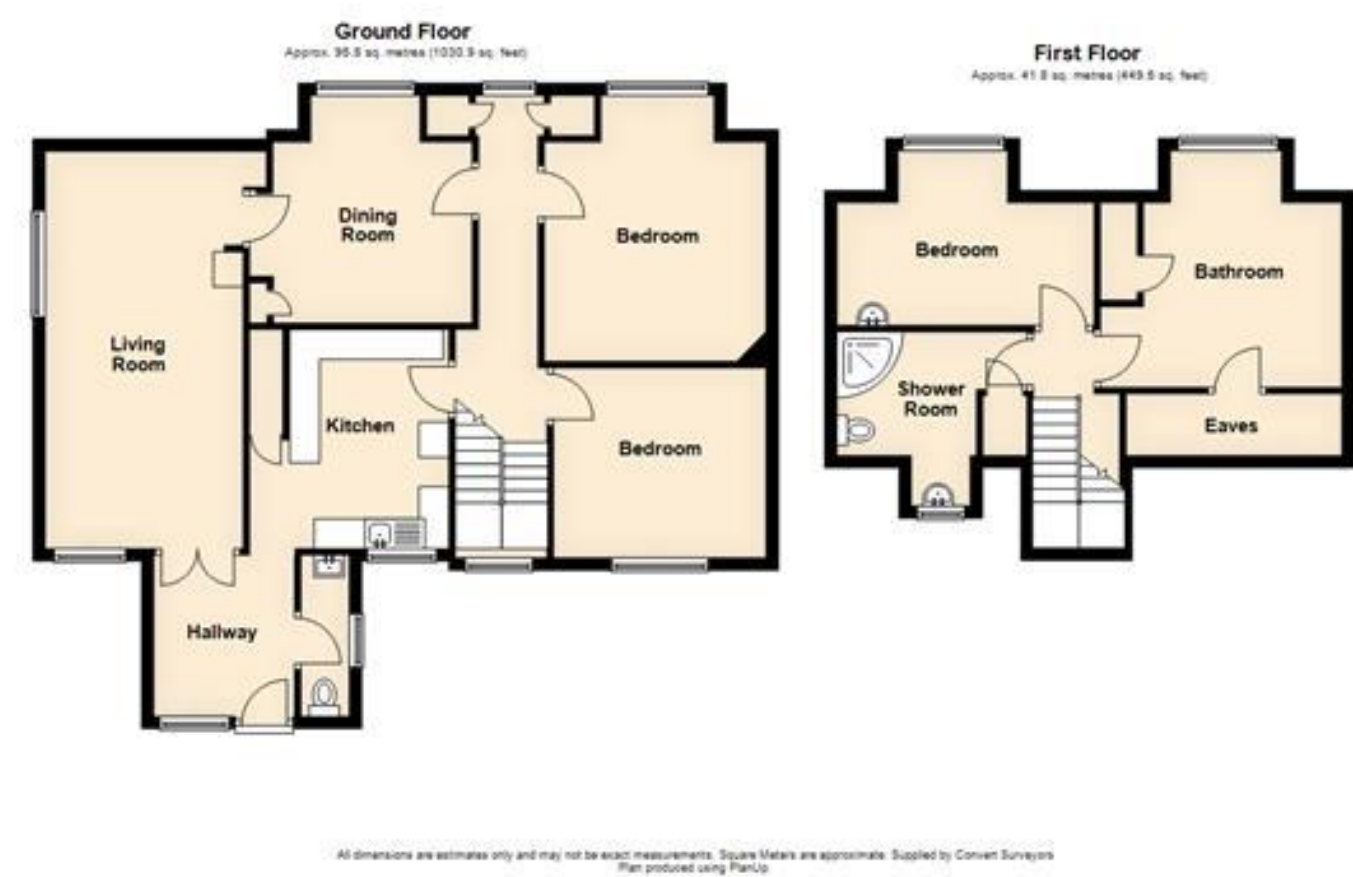 Ground Floor
Approx. 95.8 sq. metres (1030.9 sq. feet)
Dining
Room
Bedroom
Living
Room
Kitchen
Bedroom
Hallway
First Floor
Approx. 41.8 sq. metres (449.5 sq. feet)
Bedroom
Bathroom
Shower
Room
Eaves
All dimensions are estimates only and may not be exact measurements. Square Meters are approximate. Supplied by Convert Surveyors
Plan produced using PlanUp.